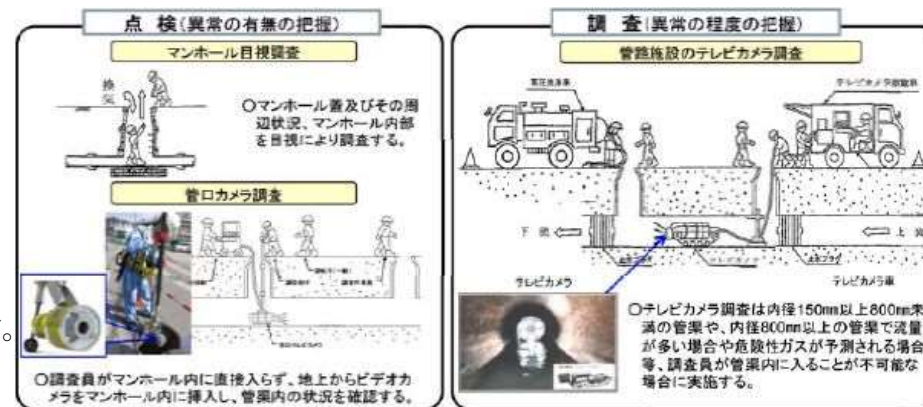 点 検(異常の有無の把握)
マンホール目視調査
換
気
○マンホール蓋及びその周
辺状況、マンホール内部
を目視により調査する。
管口カメラ調査
○調査員がマンホール内に直接入らず、地上からビデオカ
メラをマンホール内に挿入し、管渠内の状況を確認する。
調 査(異常の程度の把握)
管路施設のテレビカメラ調査
下 流
上 流
テレビカメラ
テレビカメラ車
○テレビカメラ調査は内径150mm以上800mm未
満の管渠や、内径800mm以上の管渠で流量
が多い場合や危険性ガスが予測される場合
等、調査員が管渠内に入ることが不可能な
場合に実施する。
。